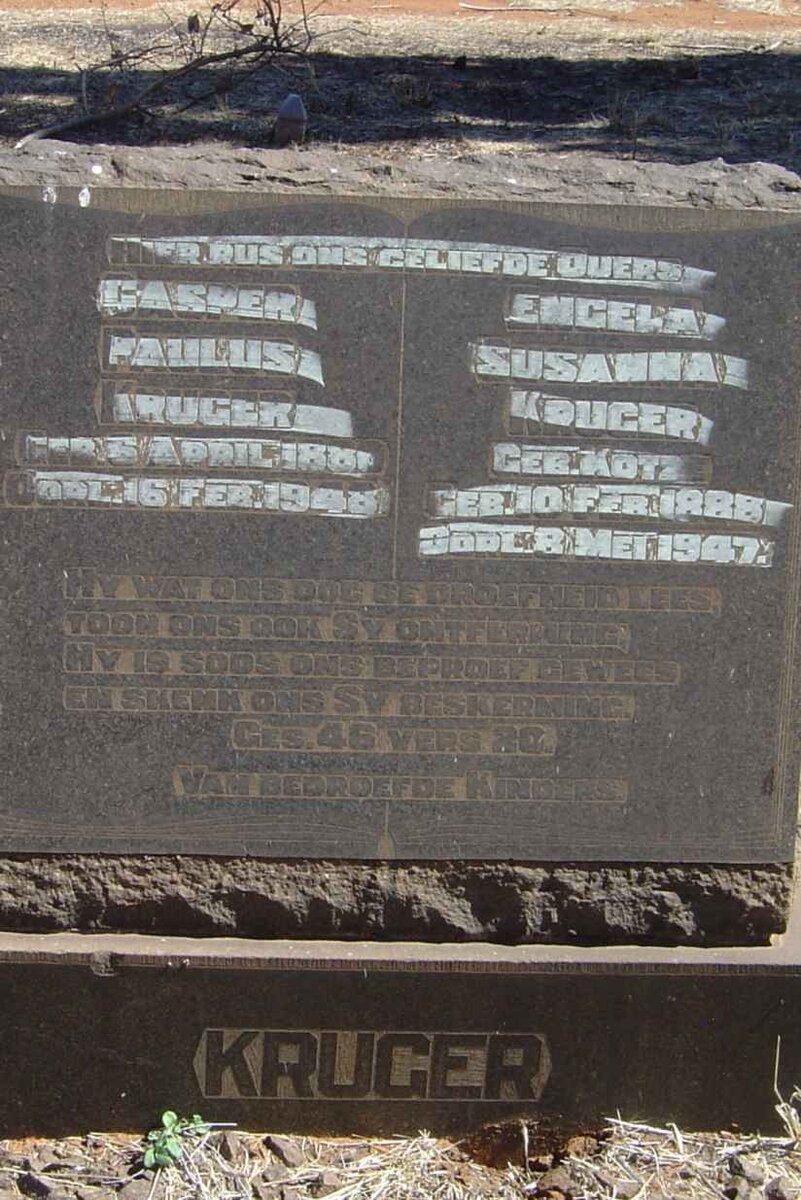 HIER RUS ONS GELIEFDE OUERS
CASPER
PAULUS
KRUGER
GEB. 5 APRIL 188
OORL. 16 FEB. 1948
ENGELA
SUSANNA
KRUGER
GEB. KOTZE
GEB. 10 FEB. 1888
OORL. 8 MEI 1947.
HY WAT ONS OOG DE DROEFHEID LEES
TOON ONS OOK SY ONTFERMING,
HY IS SOOS ONS BEPROEF GEWEES
EN SKENK ONS SY BESKERMING.
GES. 46 VERS 20.
VAN BEDROEFDE KINDERS.
KRUGER